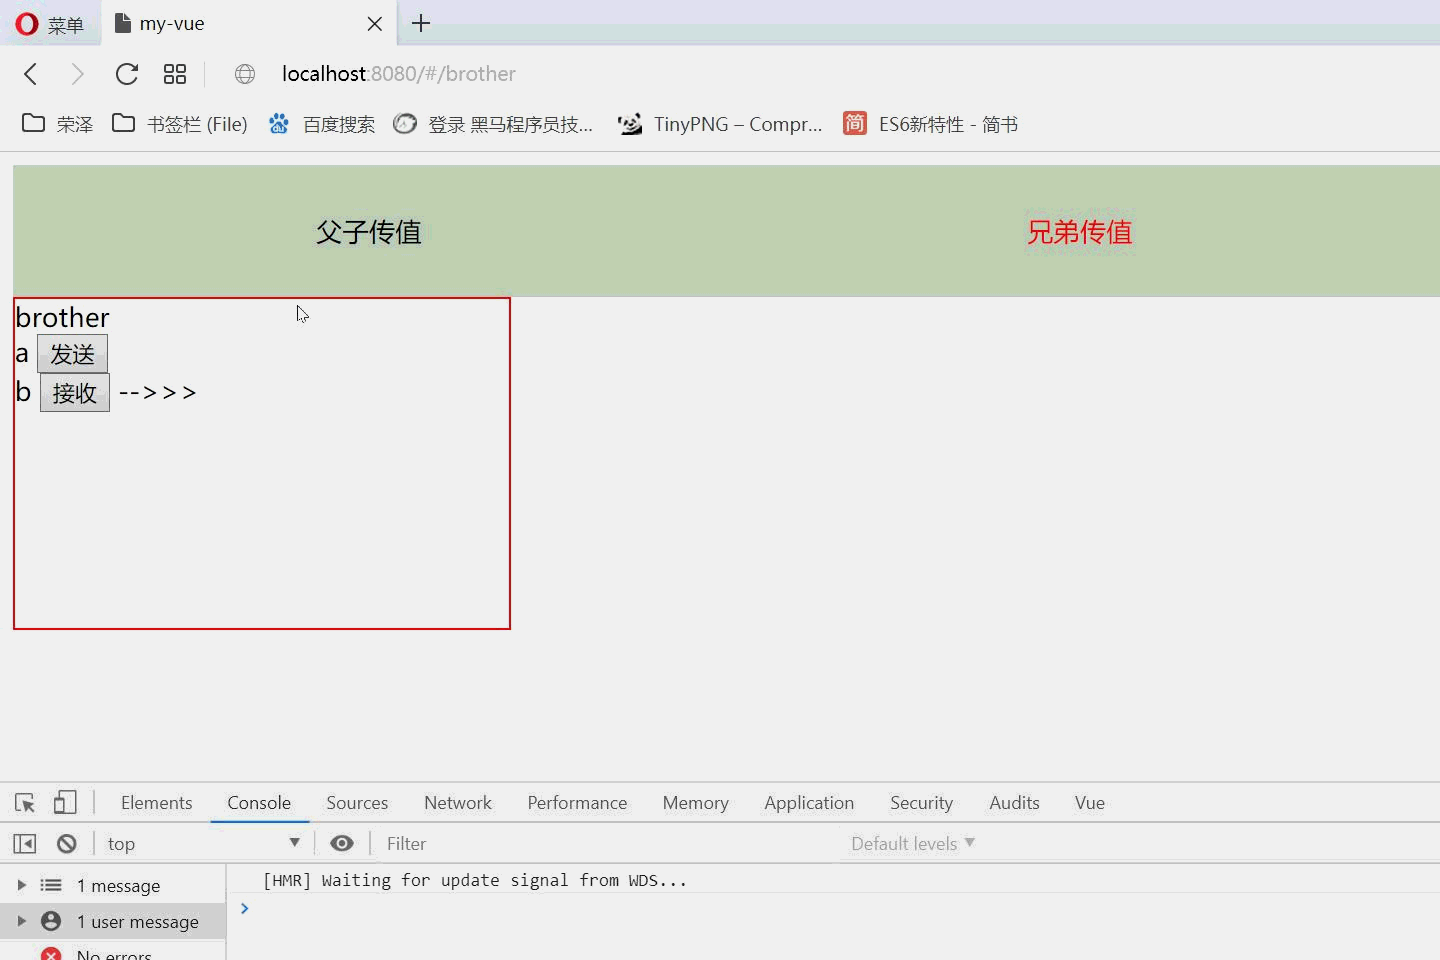 菜单 my-vue
localhost:8080/#/brother
荣泽 书签栏 (File) 百度搜索 登录 黑马程序员技... TinyPNG – Compr... 简 ES6新特性 - 简书
父子传值 兄弟传值
brother
a 发送
b 接收 -->>>
Elements Console Sources Network Performance Memory Application Security Audits Vue
top Filter Default levels
1 message [HMR] Waiting for update signal from WDS...
1 user message
No errors